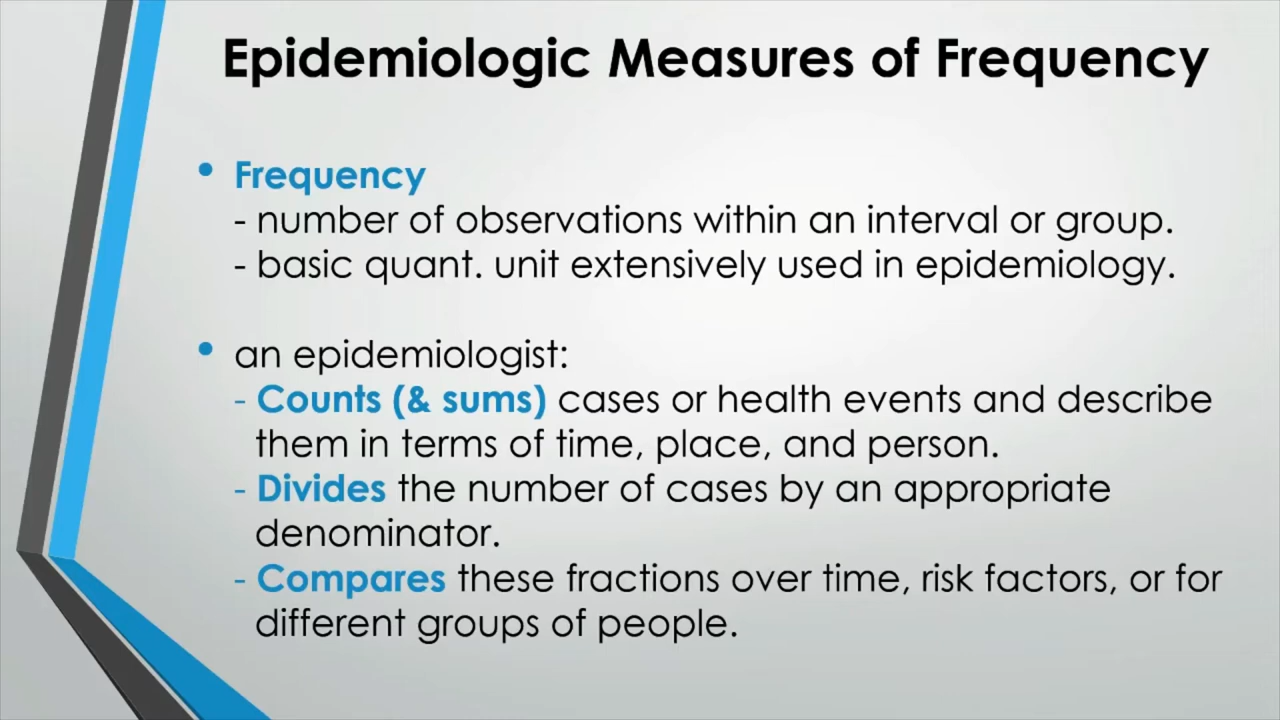 Epidemiologic Measures of Frequency
• Frequency
- number of observations within an interval or group.
- basic quant. unit extensively used in epidemiology.
• an epidemiologist:
- Counts (& sums) cases or health events and describe
them in terms of time, place, and person.
- Divides the number of cases by an appropriate
denominator.
- Compares these fractions over time, risk factors, or for
different groups of people.